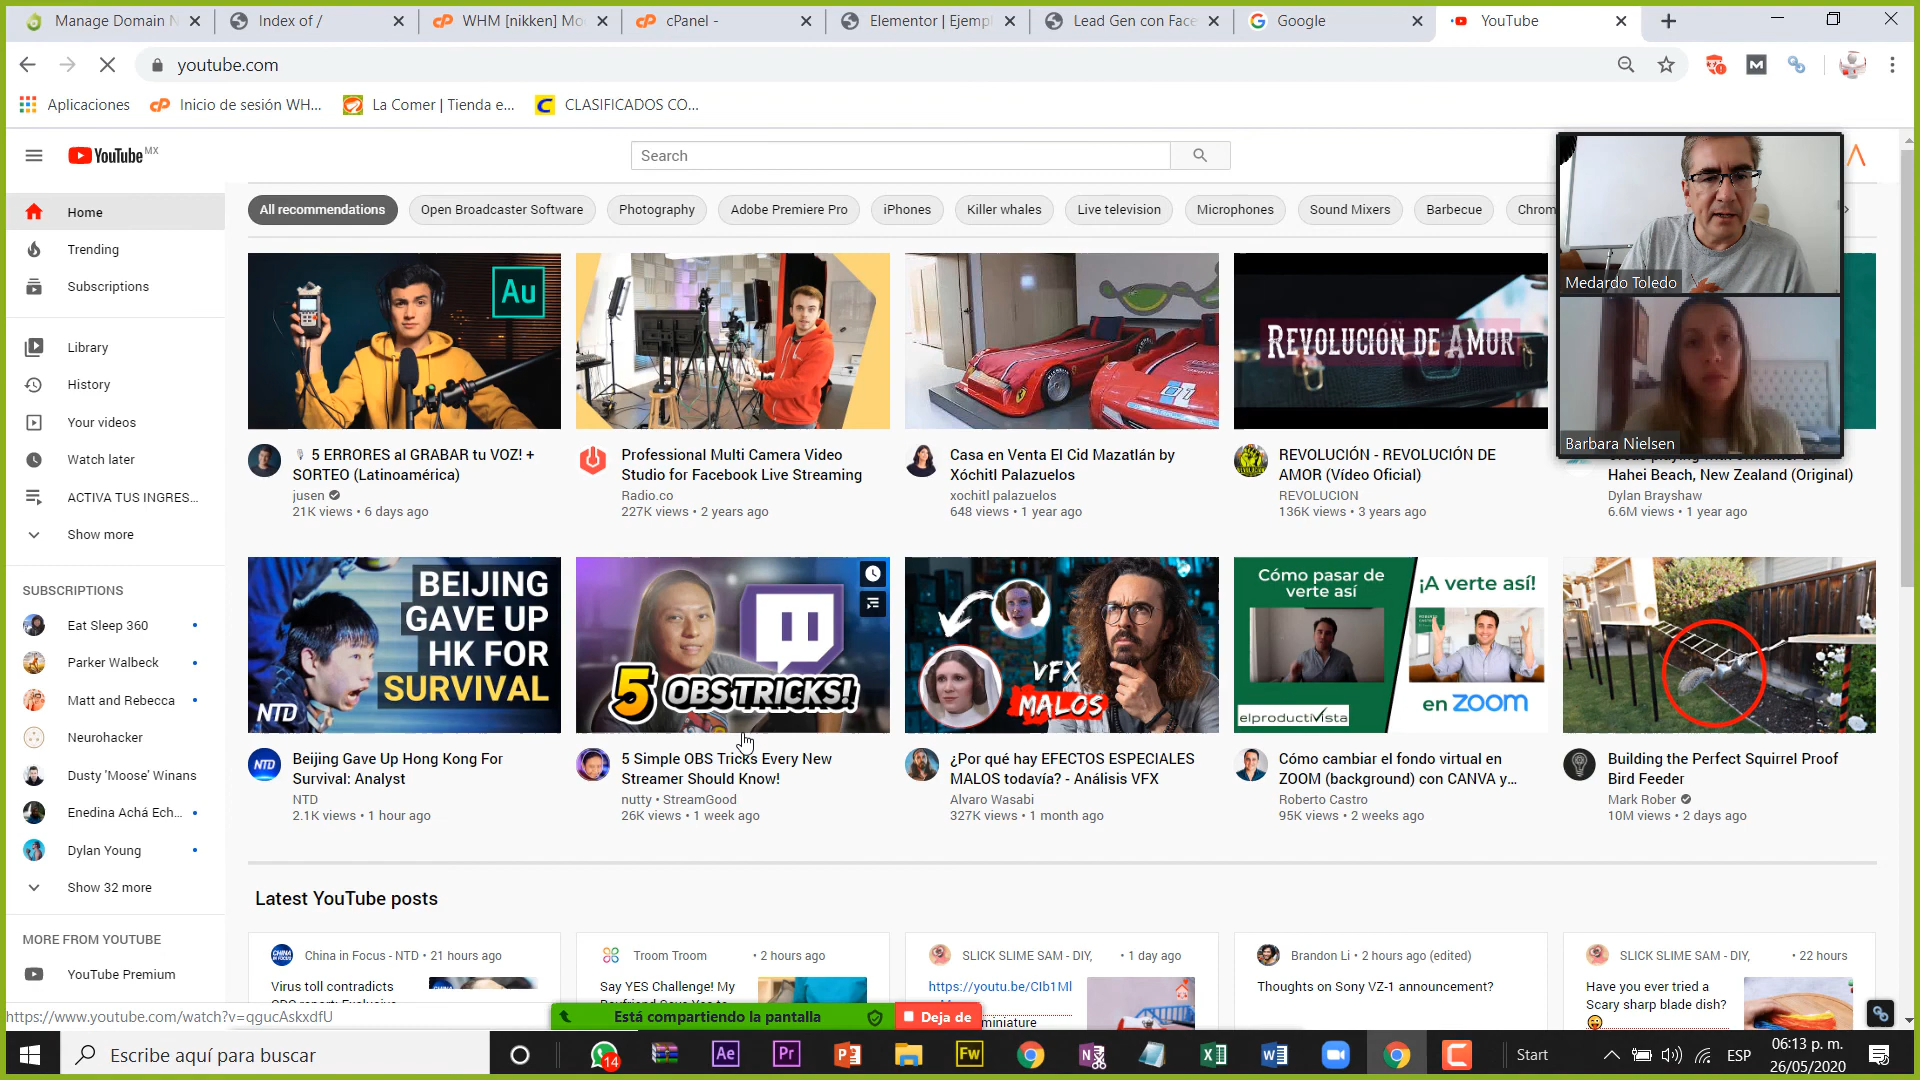 Manage Domain N
Index of /
WHM [nikken] Mo
cPanel -
Elementor | Ejempl
Lead Gen con Face
Google
YouTube
youtube.com
Aplicaciones
Inicio de sesión WH...
La Comer | Tienda e...
CLASIFICADOS CO...
YouTube MX
Search
Home
Trending
Subscriptions
Library
History
Your videos
Watch later
ACTIVA TUS INGRES...
Show more
SUBSCRIPTIONS
Eat Sleep 360
Parker Walbeck
Matt and Rebecca
Neurohacker
Dusty 'Moose' Winans
Enedina Achá Ech...
Dylan Young
Show 32 more
MORE FROM YOUTUBE
YouTube Premium
All recommendations
Open Broadcaster Software
Photography
Adobe Premiere Pro
iPhones
Killer whales
Live television
Microphones
Sound Mixers
Barbecue
Chrom
Medardo Toledo
Barbara Nielsen
Au
5 ERRORES al GRABAR tu VOZ! +
SORTEO (Latinoamérica)
jusen
21K views • 6 days ago
Professional Multi Camera Video
Studio for Facebook Live Streaming
Radio.co
227K views • 2 years ago
Casa en Venta El Cid Mazatlán by
Xóchitl Palazuelos
xochitl palazuelos
648 views • 1 year ago
REVOLUCION DE AMOR
REVOLUCIÓN - REVOLUCIÓN DE
AMOR (Vídeo Oficial)
REVOLUCION
136K views • 3 years ago
Hahei Beach, New Zealand (Original)
Dylan Brayshaw
6.6M views • 1 year ago
BEIJING
GAVE UP
HK FOR
SURVIVAL
NTD
NTD
Beijing Gave Up Hong Kong For
Survival: Analyst
NTD
2.1K views • 1 hour ago
5 OBS TRICKS!
5 Simple OBS Tricks Every New
Streamer Should Know!
nutty • StreamGood
26K views • 1 week ago
VFX
MALOS
¿Por qué hay EFECTOS ESPECIALES
MALOS todavía? - Análisis VFX
Alvaro Wasabi
327K views • 1 month ago
Cómo pasar de
verte así
¡A verte así!
en zoom
elproductivista
Cómo cambiar el fondo virtual en
ZOOM (background) con CANVA y...
Roberto Castro
95K views • 2 weeks ago
Building the Perfect Squirrel Proof
Bird Feeder
Mark Rober
10M views • 2 days ago
Latest YouTube posts
China in Focus - NTD • 21 hours ago
Virus toll contradicts
Troom Troom • 2 hours ago
Say YES Challenge! My
SLICK SLIME SAM - DIY, • 1 day ago
https://youtu.be/CIb1Ml
miniature
Brandon Li • 2 hours ago (edited)
Thoughts on Sony VZ-1 announcement?
SLICK SLIME SAM - DIY, • 22 hours
Have you ever tried a
Scary sharp blade dish?
https://www.youtube.com/watch?v=qgucAskxdfU
Está compartiendo la pantalla
Deja de
Escribe aquí para buscar
14
Ae
Pr
Fw
Start
ESP
06:13 p. m.
26/05/2020